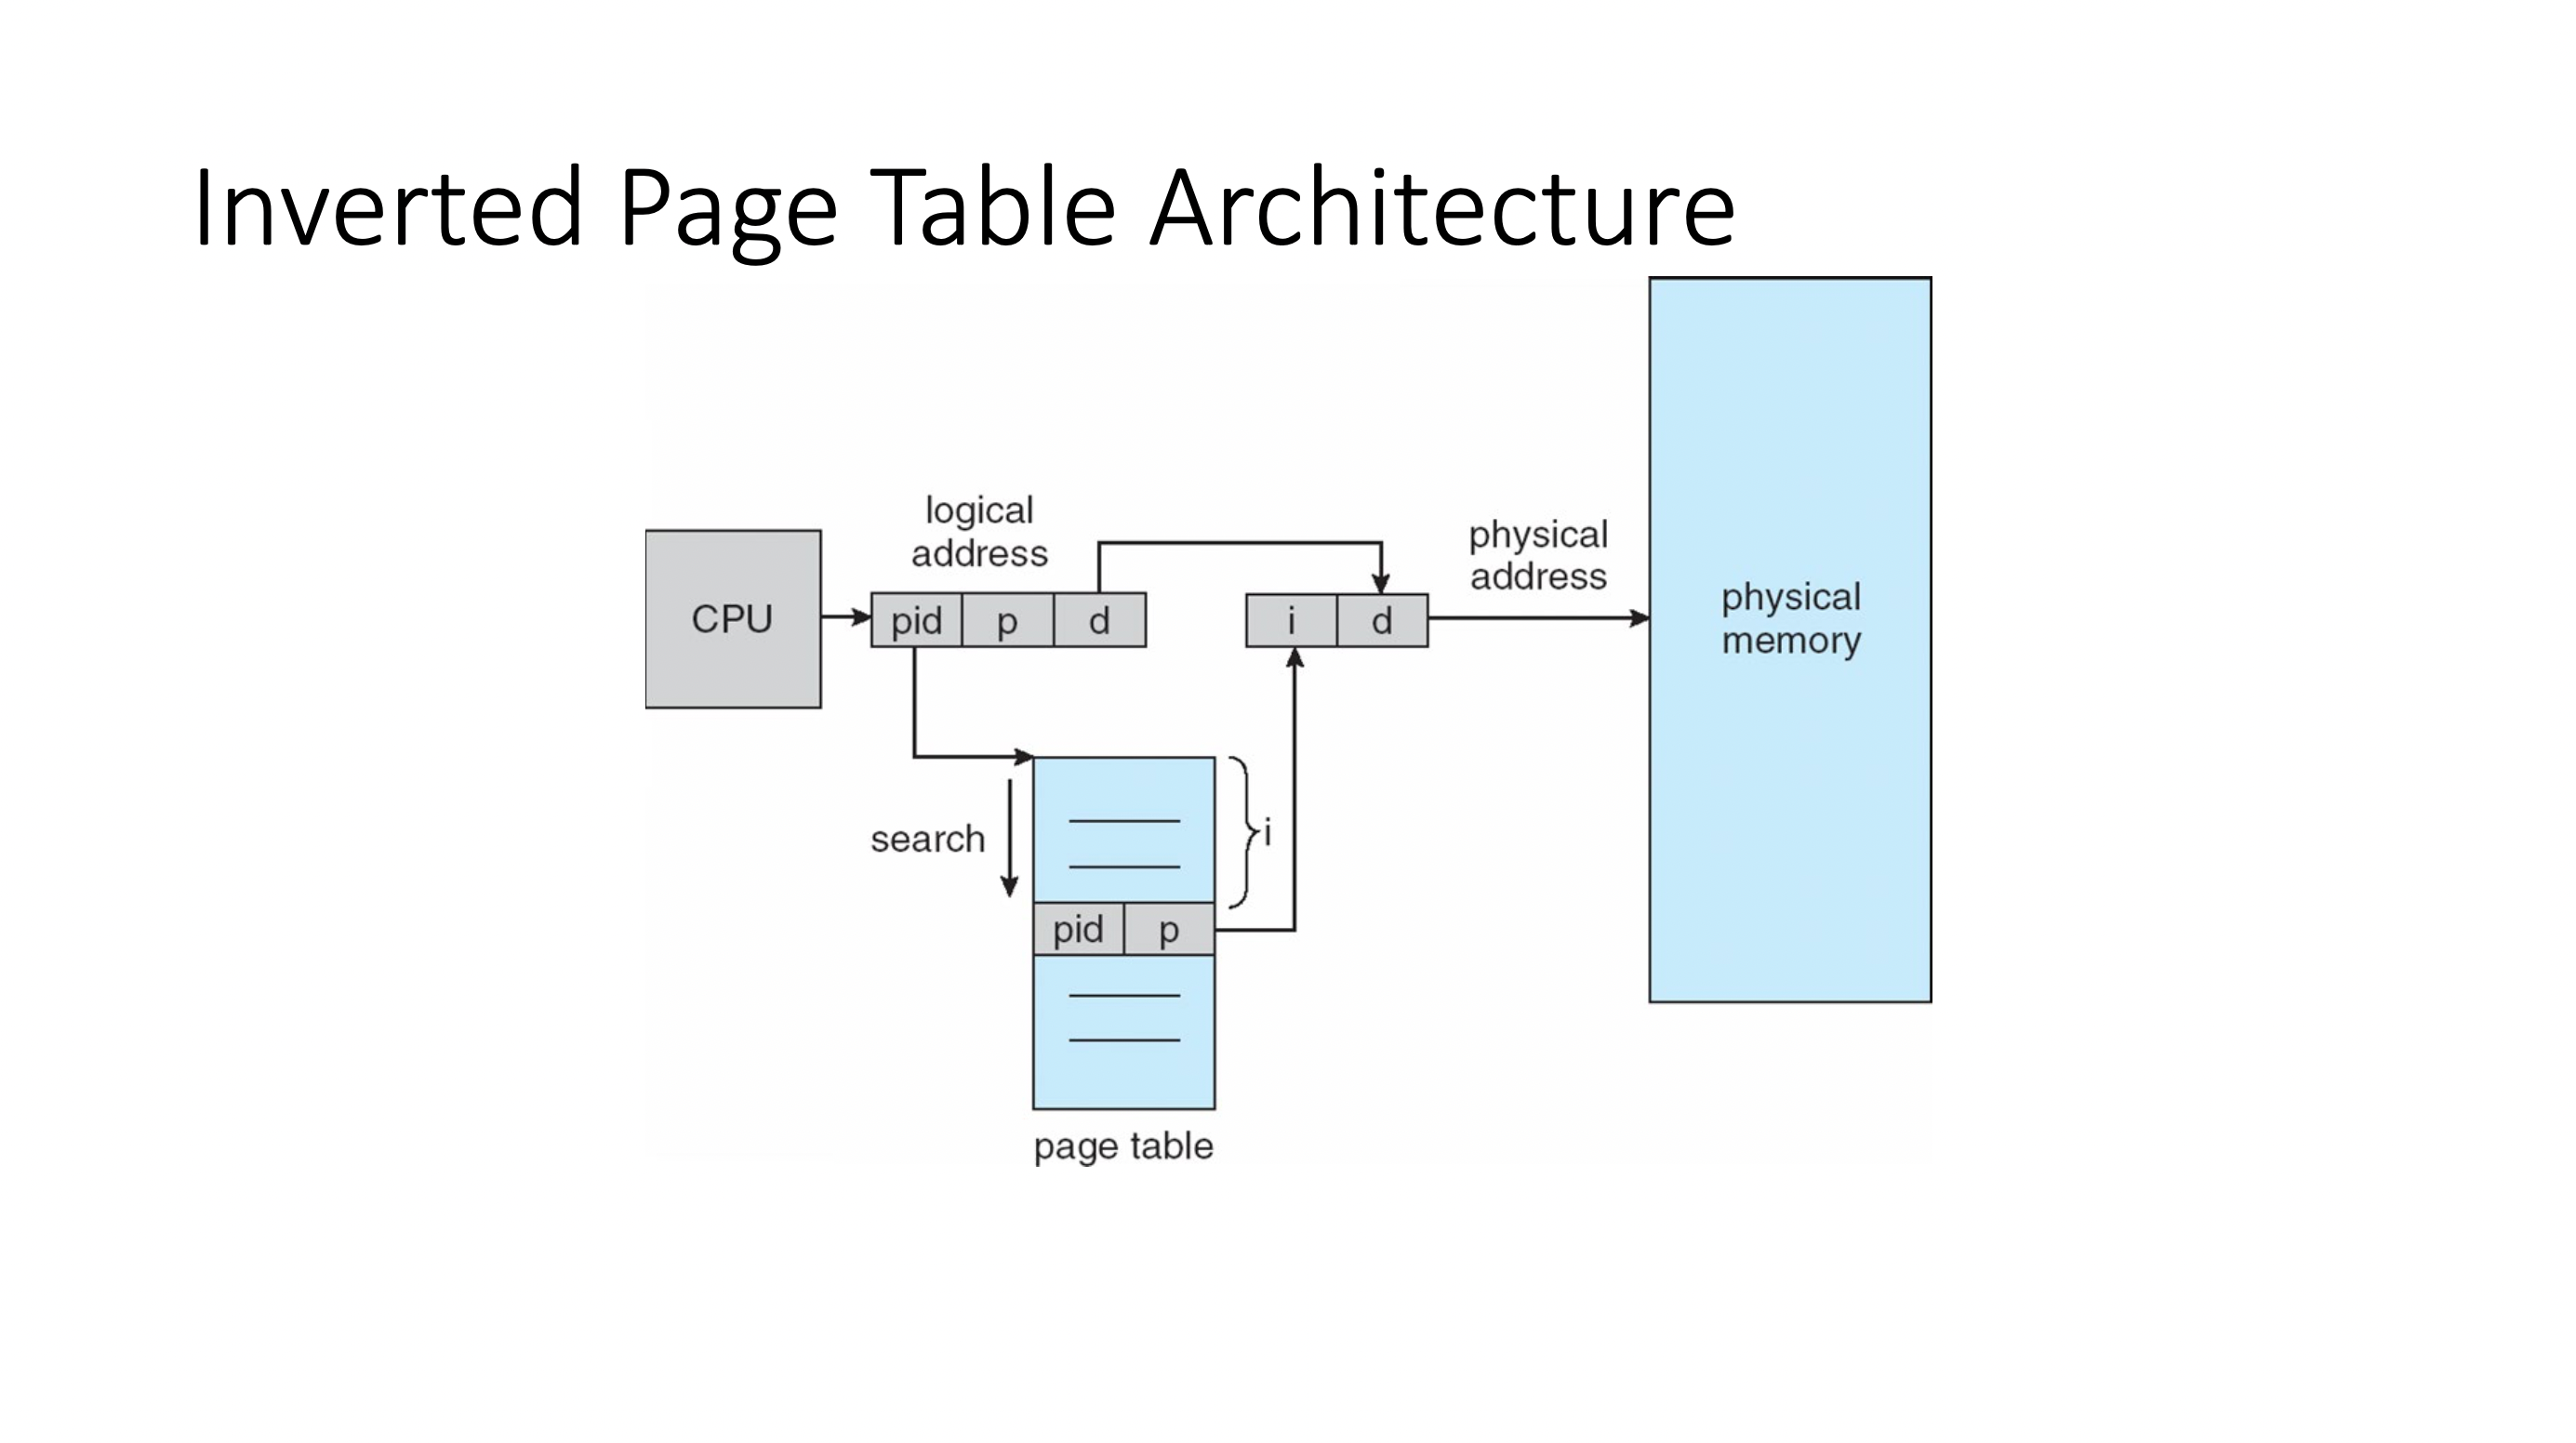 Inverted Page Table Architecture
logical
address
physical
address
CPU
pid
p
d
i
d
physical
memory
search
i
pid
p
page table